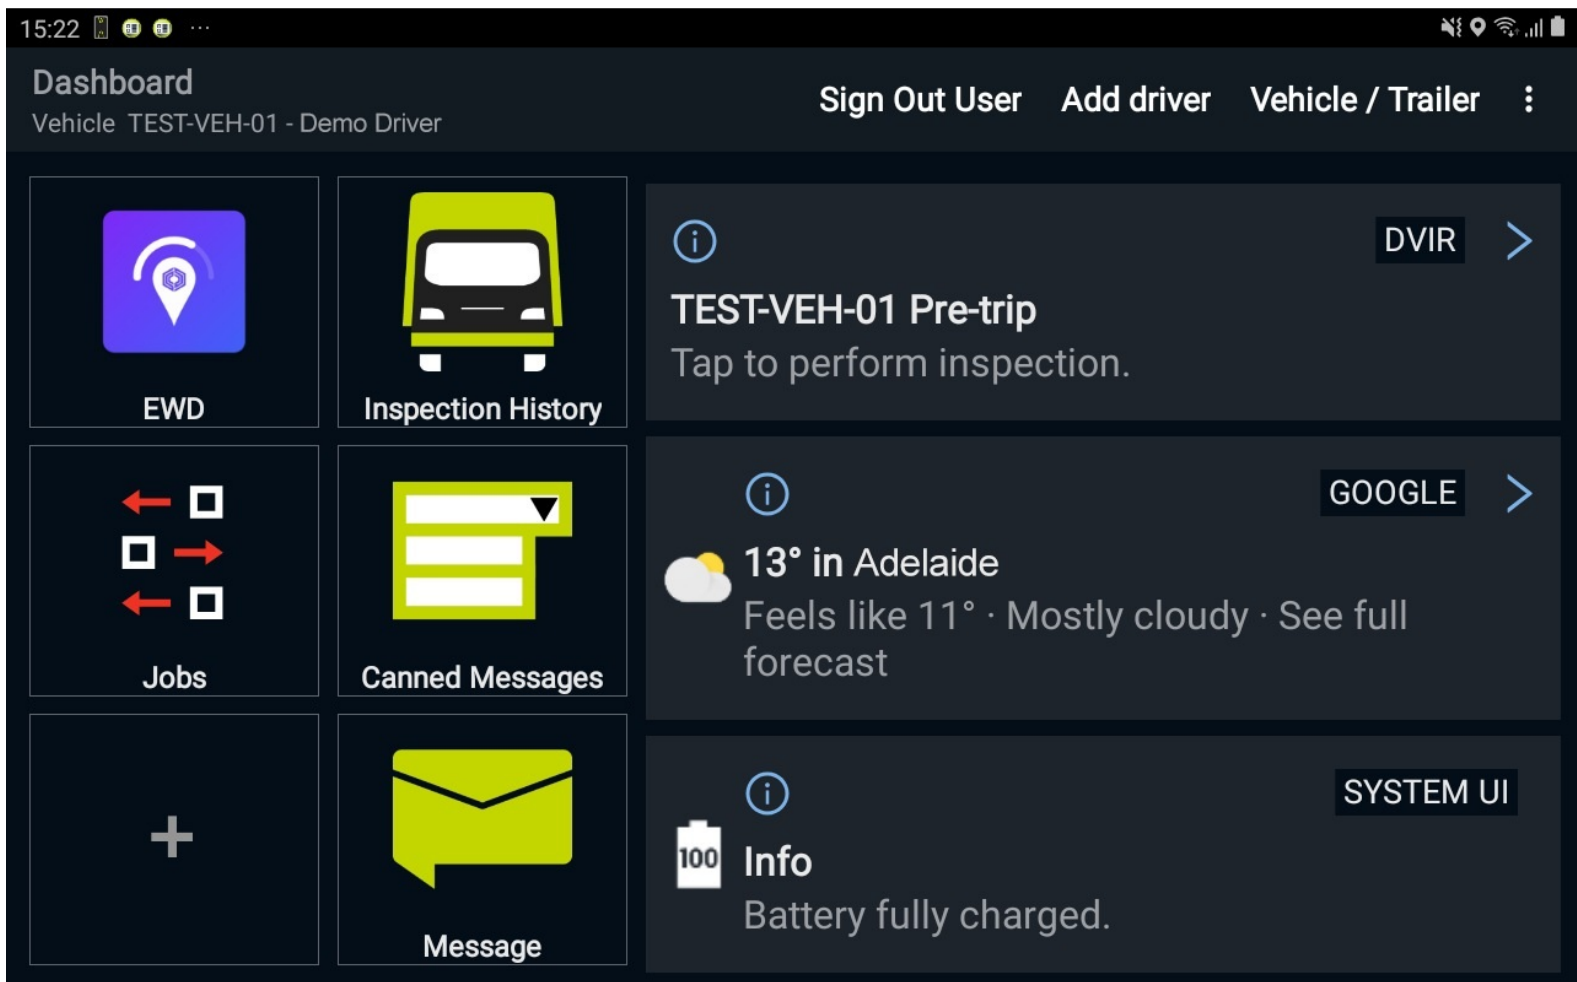 15:22
Dashboard
Vehicle TEST-VEH-01 - Demo Driver
Sign Out User
Add driver
Vehicle / Trailer
EWD
Inspection History
Jobs
Canned Messages
Message
DVIR
TEST-VEH-01 Pre-trip
Tap to perform inspection.
GOOGLE
13° in Adelaide
Feels like 11° · Mostly cloudy · See full
forecast
SYSTEM UI
100
Info
Battery fully charged.